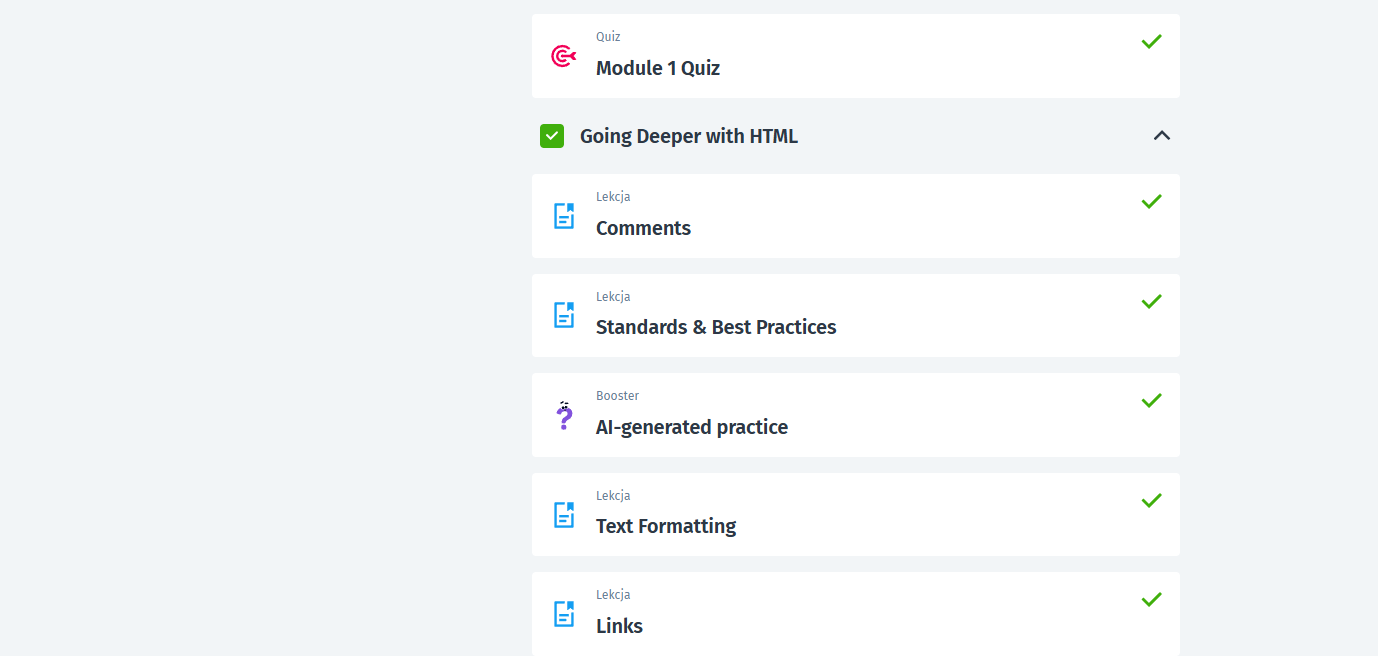 Quiz
Module 1 Quiz
Going Deeper with HTML
Lekcja
Comments
Lekcja
Standards & Best Practices
Booster
AI-generated practice
Lekcja
Text Formatting
Lekcja
Links